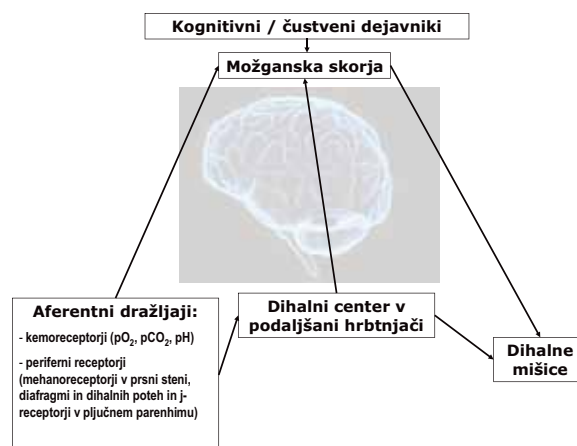 Kognitivni / čustveni dejavniki
Možganska skorja
Aferentni dražljaji:
- kemoreceptorji (pO₂, pCO₂, pH)
- periferni receptorji
(mehanoreceptorji v prsni steni,
diafragmi in dihalnih poteh in j-
receptorji v pljučnem parenhimu)
Dihalni center v
podaljšani hrbtnjači
Dihalne
mišice